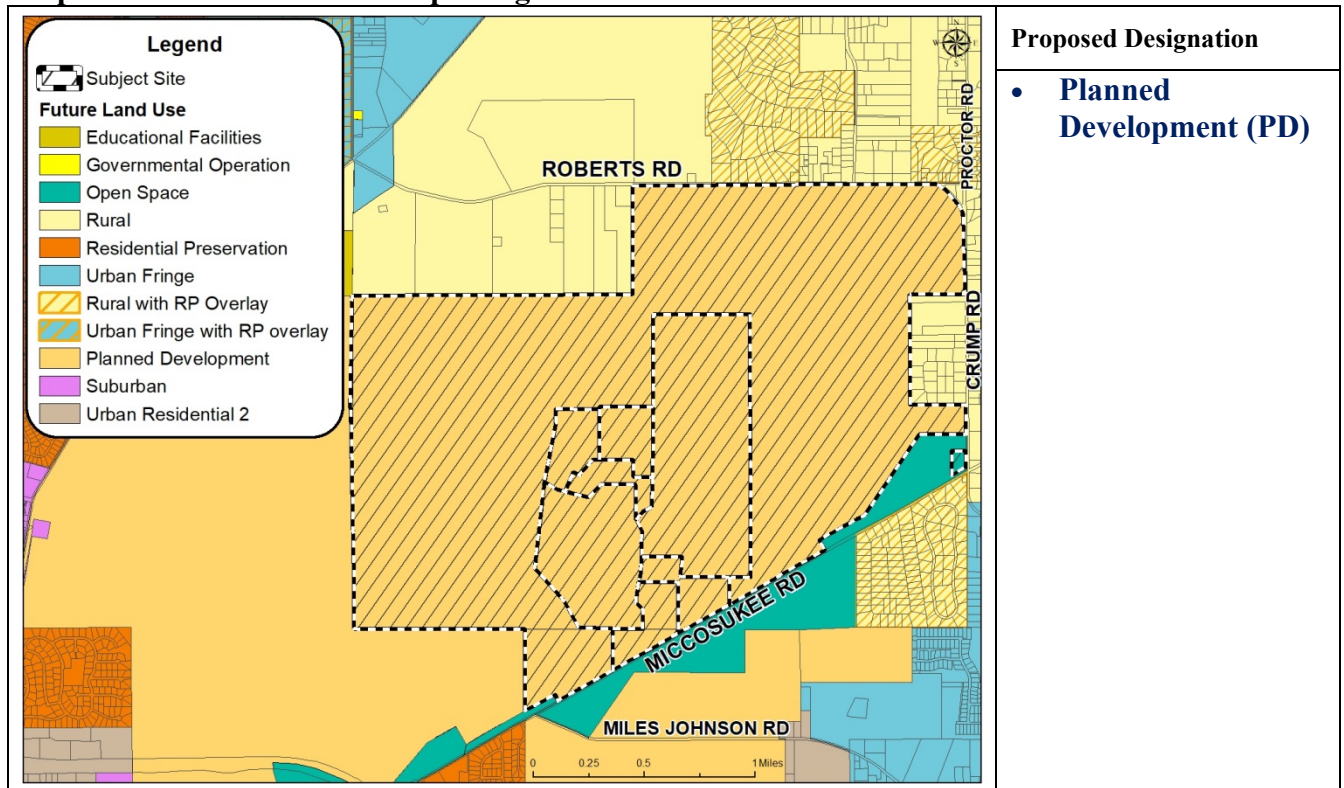 Legend
Subject Site
Future Land Use
Educational Facilities
Governmental Operation
Open Space
Rural
Residential Preservation
Urban Fringe
Rural with RP Overlay
Urban Fringe with RP overlay
Planned Development
Suburban
Urban Residential 2
N
W
E
S
ROBERTS RD
PROCTOR RD
CRUMP RD
MICCOSUKEE RD
MILES JOHNSON RD
0 0.25 0.5 1 Miles
Proposed Designation
• Planned
Development (PD)